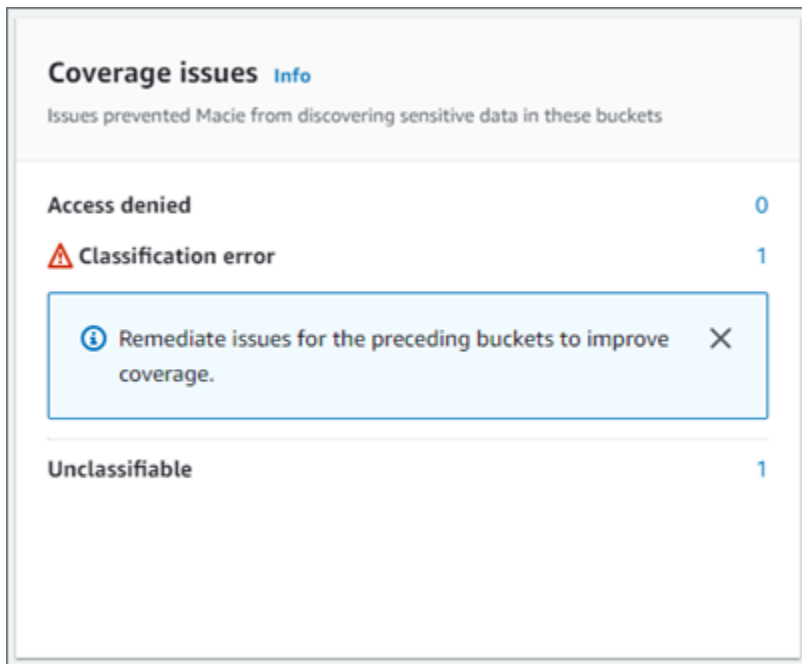 Coverage issues Info
Issues prevented Macie from discovering sensitive data in these buckets
Access denied 0
Classification error 1
Remediate issues for the preceding buckets to improve
coverage.
Unclassifiable 1